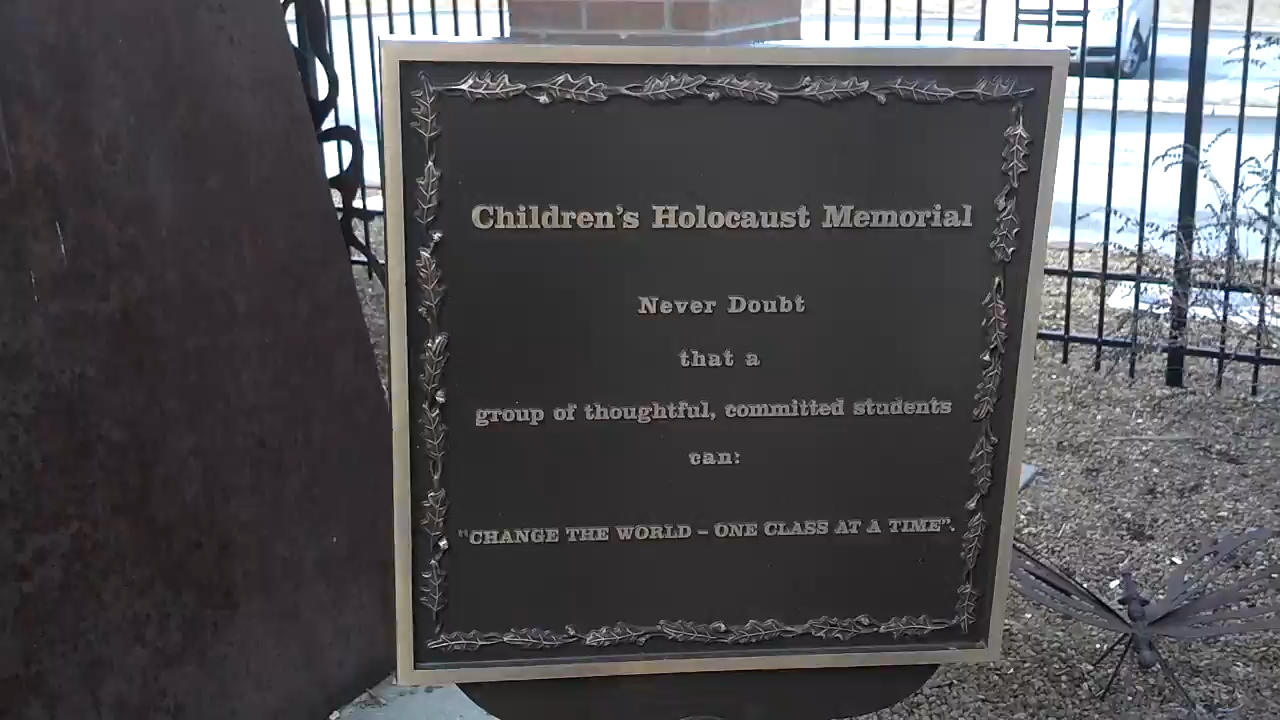 Children's Holocaust Memorial
Never Doubt
that a
group of thoughtful, committed students
can:
"CHANGE THE WORLD – ONE CLASS AT A TIME".